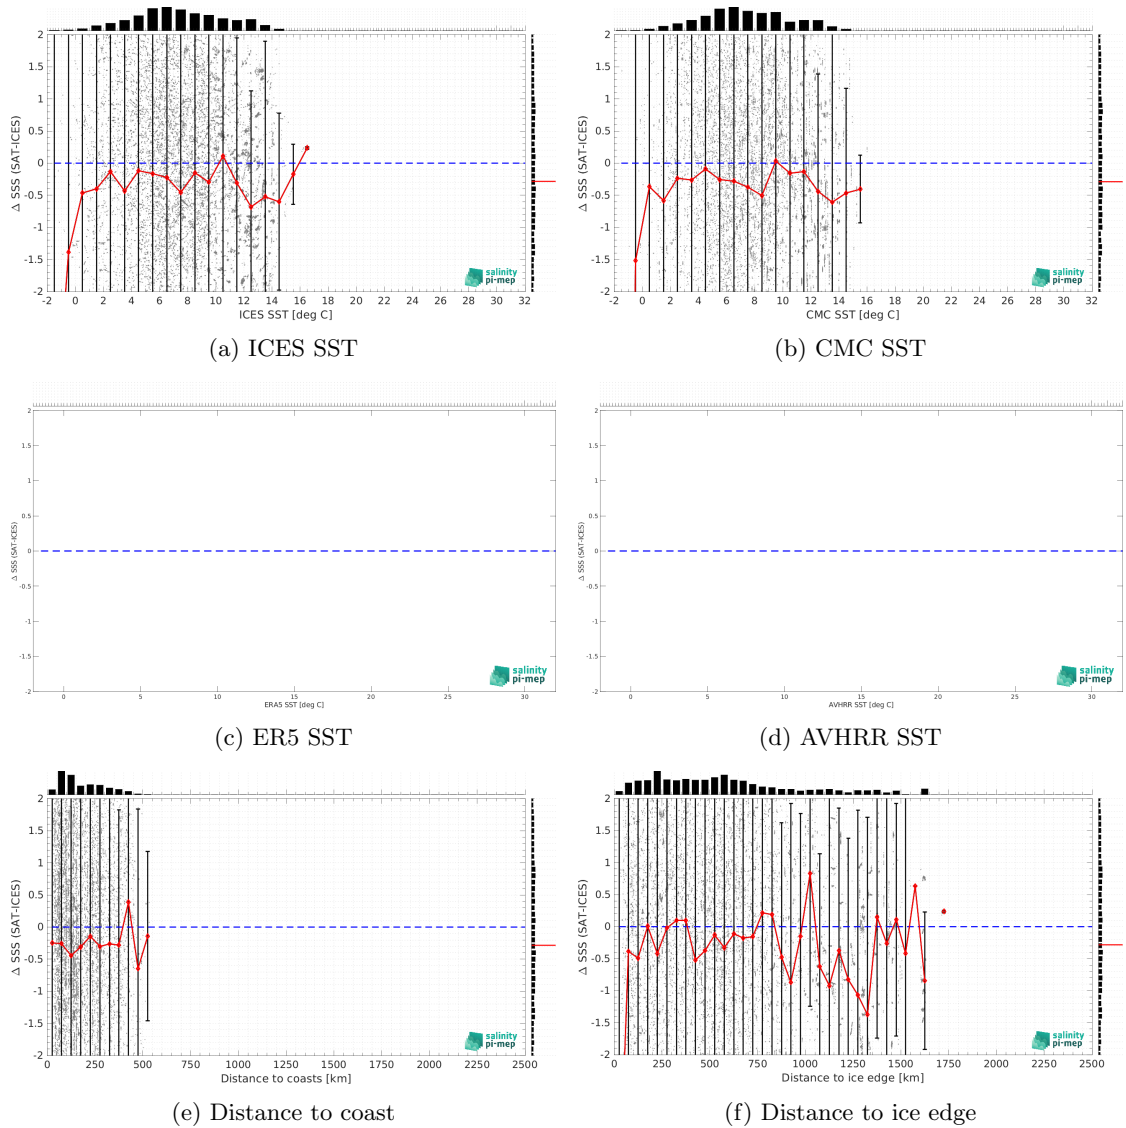 2
1.5
1
0.5
0
-0.5
-1
-1.5
-2
Δ SSS (SAT-ICES)
-2 0 2 4 6 8 10 12 14 16 18 20 22 24 26 28 30 32
ICES SST [deg C]
salinity
pi-mep
(a) ICES SST
2
1.5
1
0.5
0
-0.5
-1
-1.5
-2
Δ SSS (SAT-ICES)
-2 0 2 4 6 8 10 12 14 16 18 20 22 24 26 28 30 32
CMC SST [deg C]
salinity
pi-mep
(b) CMC SST
2
1.5
1
0.5
0
-0.5
-1
-1.5
-2
Δ SSS (SAT-ICES)
0 5 10 15 20 25 30
ERA5 SST [deg C]
salinity
pi-mep
(c) ER5 SST
2
1.5
1
0.5
0
-0.5
-1
-1.5
-2
Δ SSS (SAT-ICES)
0 5 10 15 20 25 30
AVHRR SST [deg C]
salinity
pi-mep
(d) AVHRR SST
2
1.5
1
0.5
0
-0.5
-1
-1.5
-2
Δ SSS (SAT-ICES)
0 250 500 750 1000 1250 1500 1750 2000 2250 2500
Distance to coasts [km]
salinity
pi-mep
(e) Distance to coast
2
1.5
1
0.5
0
-0.5
-1
-1.5
-2
Δ SSS (SAT-ICES)
0 250 500 750 1000 1250 1500 1750 2000 2250 2500
Distance to ice edge [km]
salinity
pi-mep
(f) Distance to ice edge